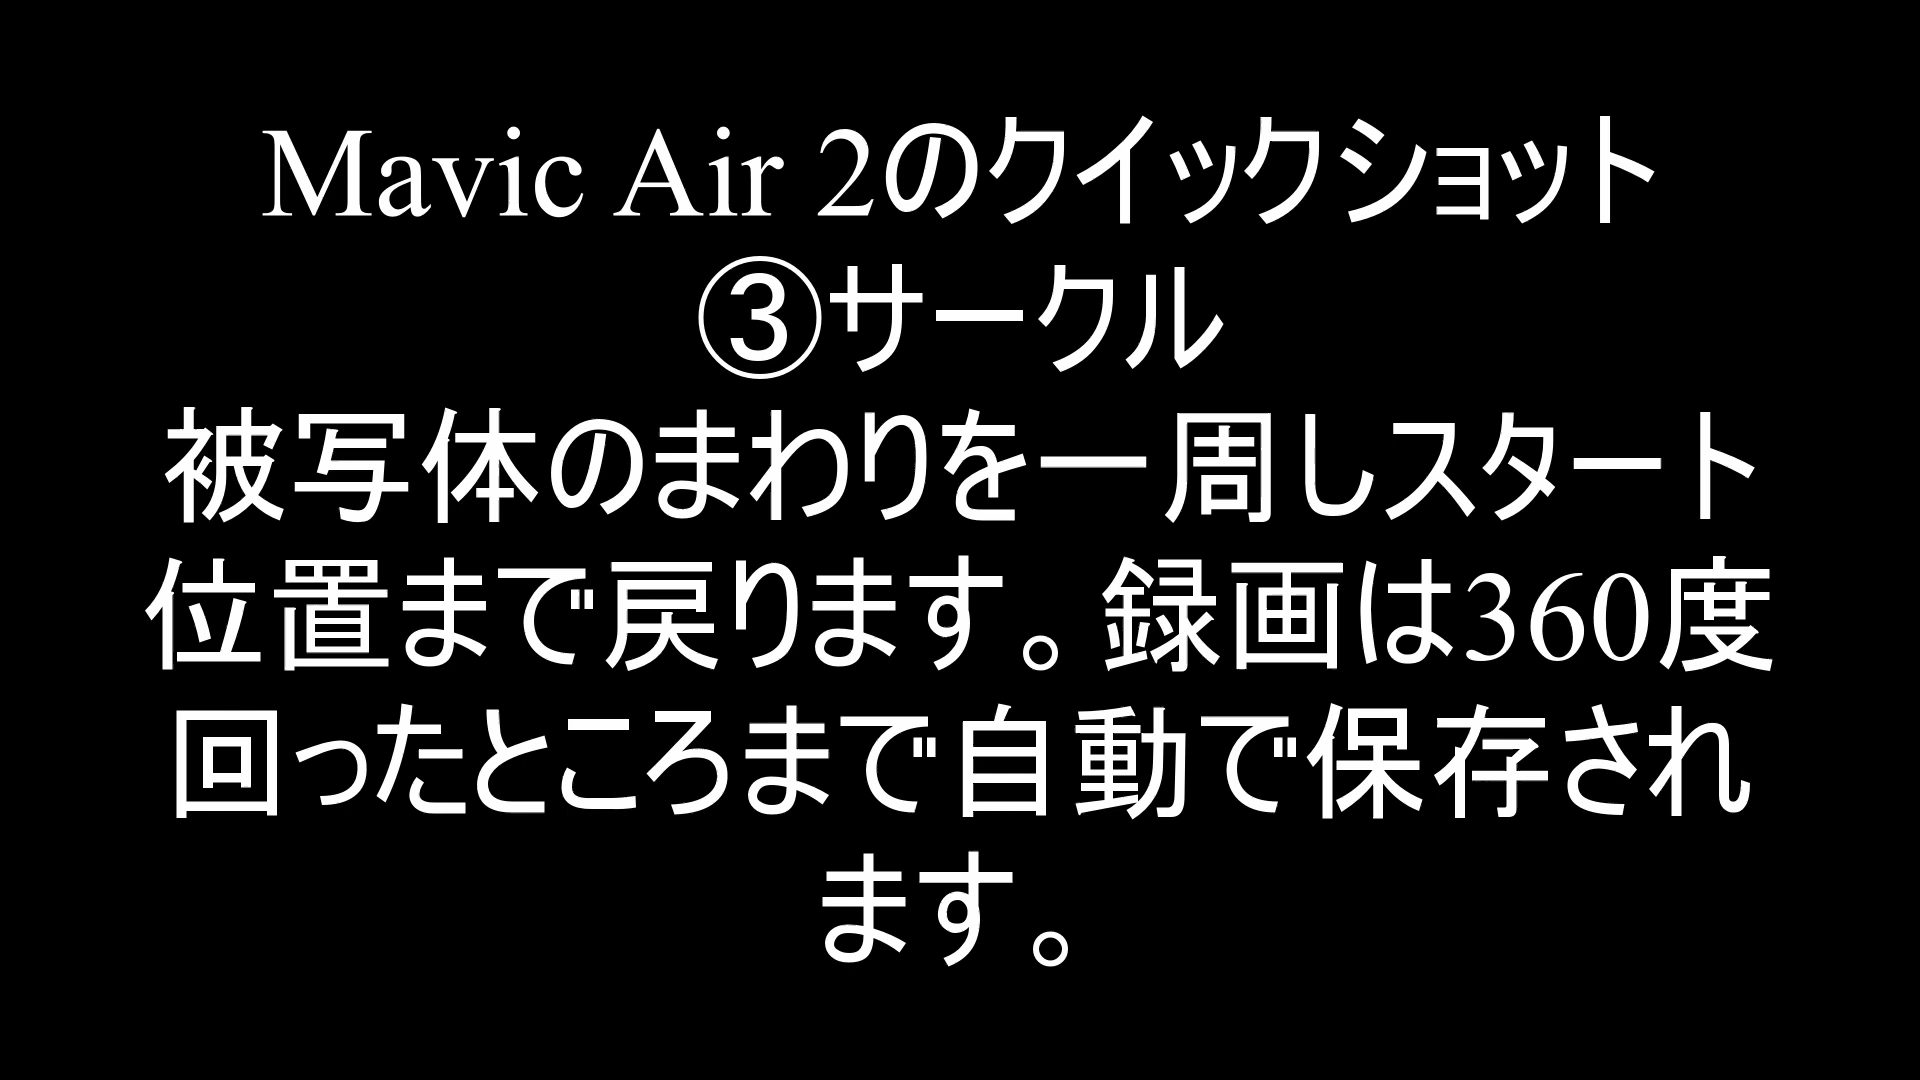 Mavic Air 2のクイックショット
③サークル
被写体のまわりを一周しスタート
位置まで戻ります。録画は360度
回ったところまで自動で保存され
ます。